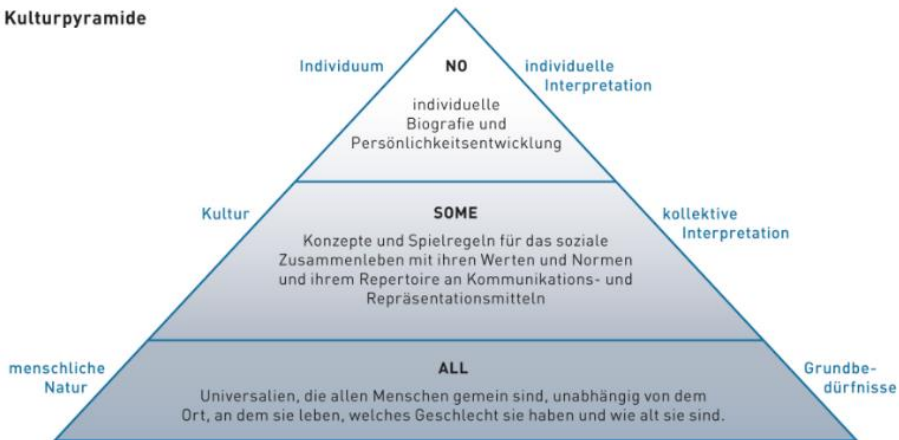 Kulturpyramide
Individuum
NO
individuelle
Interpretation
individuelle
Biografie und
Persönlichkeitsentwicklung
Kultur
SOME
kollektive
Interpretation
Konzepte und Spielregeln für das soziale
Zusammenleben mit ihren Werten und Normen
und ihrem Repertoire an Kommunikations- und
Repräsentationsmitteln
menschliche
Natur
ALL
Grundbe-
dürfnisse
Universalien, die allen Menschen gemein sind, unabhängig von dem
Ort, an dem sie leben, welches Geschlecht sie haben und wie alt sie sind.